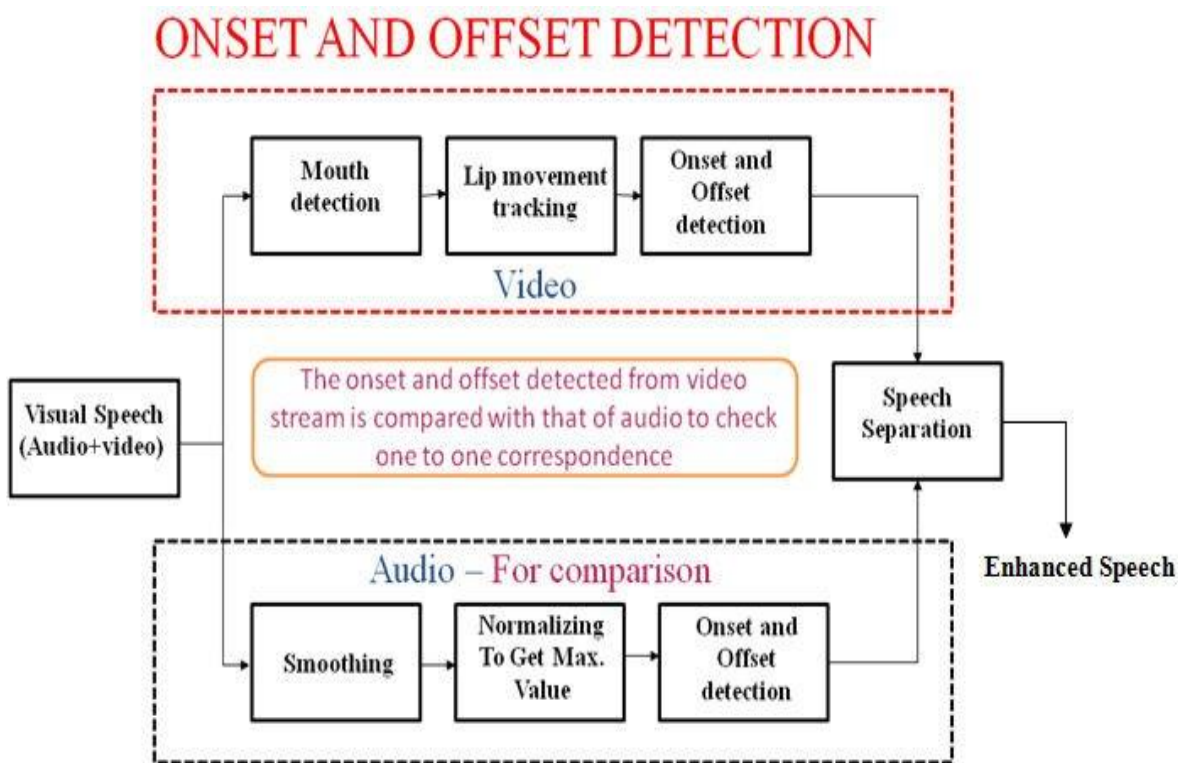 ONSET AND OFFSET DETECTION
Mouth
detection
Lip movement
tracking
Onset and
Offset
detection
Video
Visual Speech
(Audio+video)
The onset and offset detected from video
stream is compared with that of audio to check
one to one correspondence
Speech
Separation
Enhanced Speech
Audio – For comparison
Smoothing
Normalizing
To Get Max.
Value
Onset and
Offset
detection